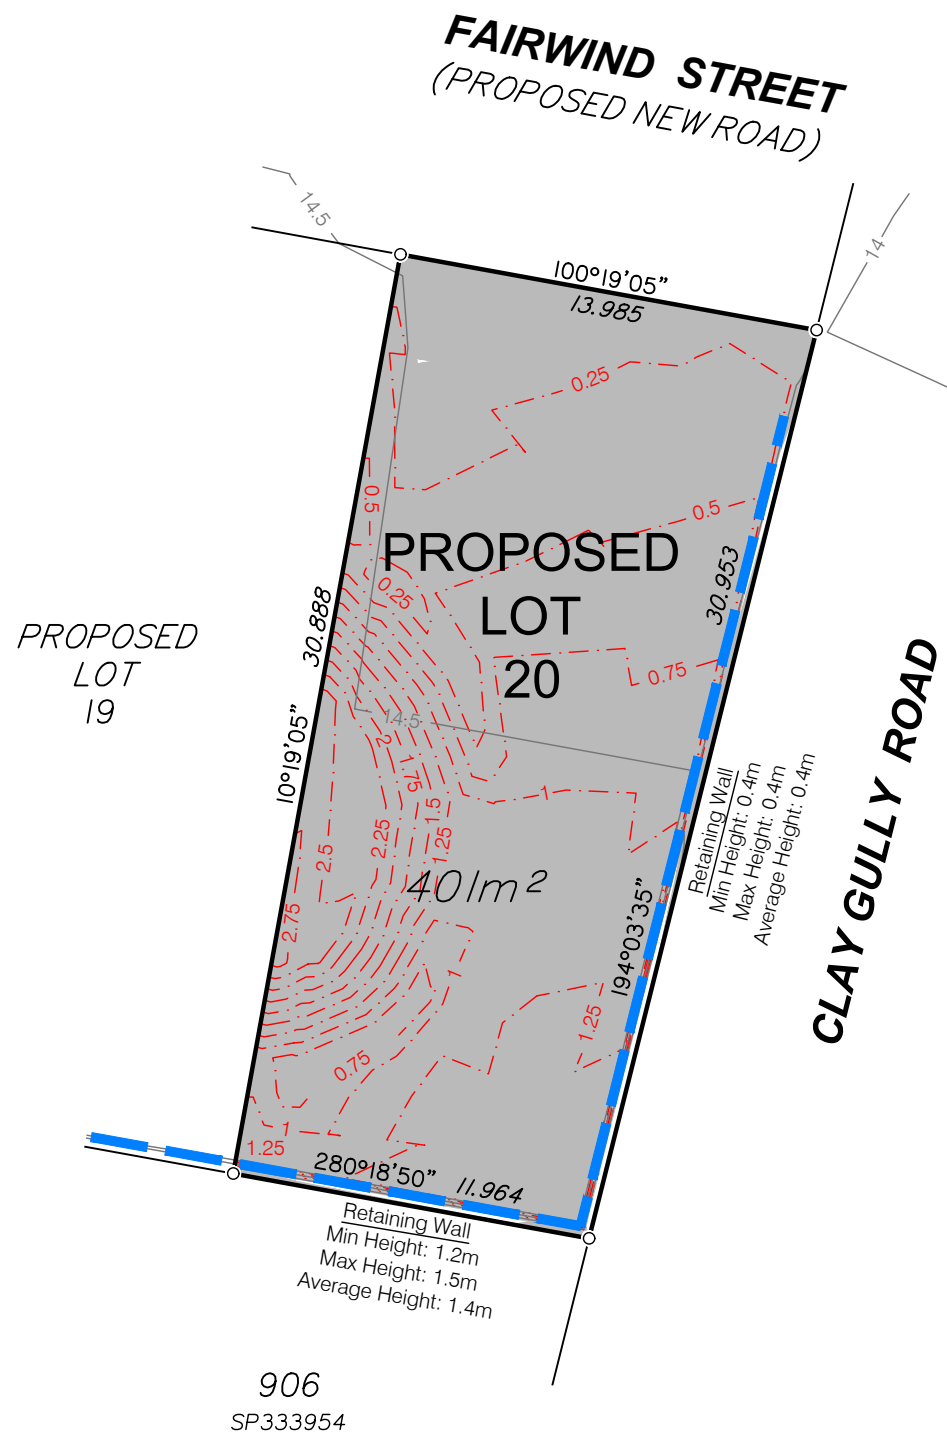 FAIRWIND STREET
(PROPOSED NEW ROAD)
14.5
14
100°19'05"
13.985
0.25
0.5
0.5
PROPOSED
LOT
20
0.25
30.953
30.888
PROPOSED
LOT
19
0.75
14.5
10°19'05"
2
1.75
1
1.5
1.25
2.25
2.5
401m²
2.75
Retaining Wall
Min Height: 0.4m
Max Height: 0.4m
Average Height: 0.4m
CLAY GULLY ROAD
194°03'35"
1
1.25
0.75
1
1.25
280°18'50"
11.964
Retaining Wall
Min Height: 1.2m
Max Height: 1.5m
Average Height: 1.4m
906
SP333954